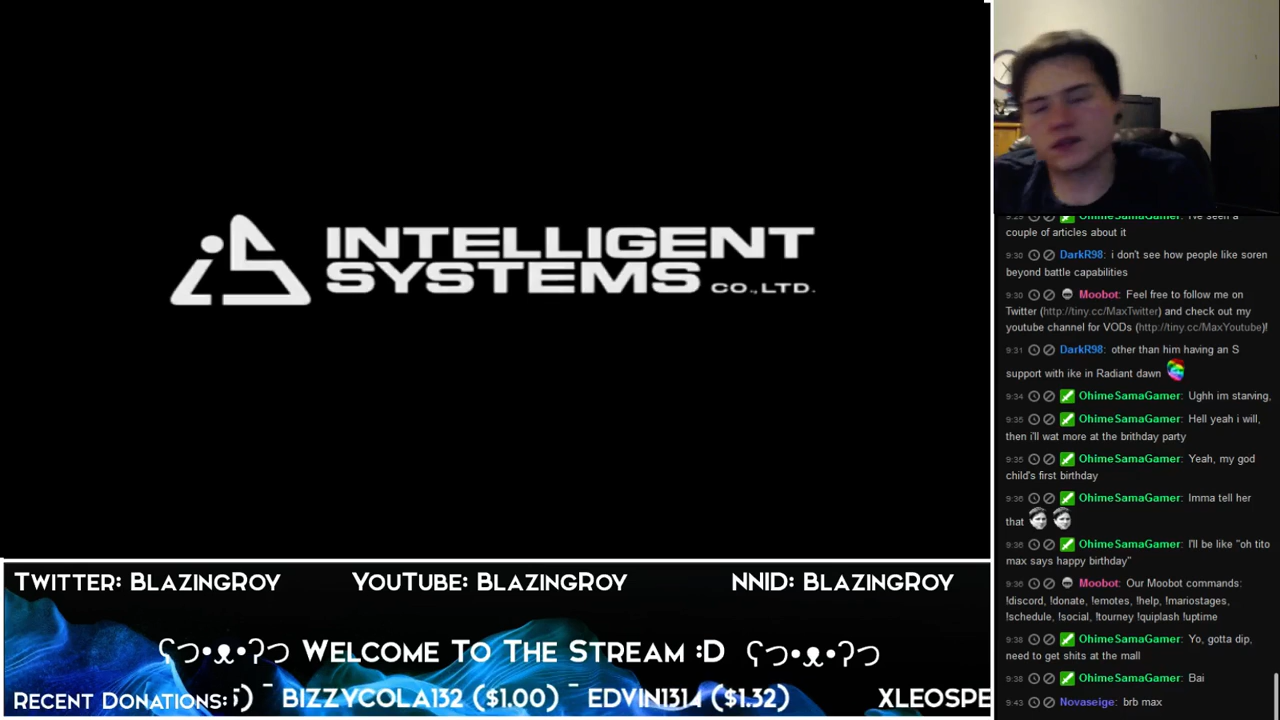 INTELLIGENT
SYSTEMS CO.,LTD.
9:29 OhimeSamaGamer: I've seen a
couple of articles about it
9:30 DarkR98: i don't see how people like soren
beyond battle capabilities
9:30 Moobot: Feel free to follow me on
Twitter (http://tiny.cc/MaxTwitter) and check out my
youtube channel for VODs (http://tiny.cc/MaxYoutube)!
9:31 DarkR98: other than him having an S
support with ike in Radiant dawn
9:34 OhimeSamaGamer: Ughh im starving,
9:35 OhimeSamaGamer: Hell yeah i will,
then i'll wat more at the brithday party
9:35 OhimeSamaGamer: Yeah, my god
child's first birthday
9:36 OhimeSamaGamer: Imma tell her
that
9:36 OhimeSamaGamer: I'll be like "oh tito
max says happy birthday"
9:36 Moobot: Our Moobot commands:
!discord, !donate, !emotes, !help, !mariostages,
!schedule, !social, !tourney !quiplash !uptime
9:38 OhimeSamaGamer: Yo, gotta dip,
need to get shits at the mall
9:38 OhimeSamaGamer: Bai
9:43 Novaseige: brb max
Twitter: BlazingRoy YouTube: BlazingRoy NNID: BlazingRoy
ʕつ•ᴥ•ʔつ Welcome To The Stream :D ʕつ•ᴥ•ʔつ
Recent Donations: ) ~ BIZZYCOLA132 ($1.00) ~ EDVIN1314 ($1.32) XLEOSPE